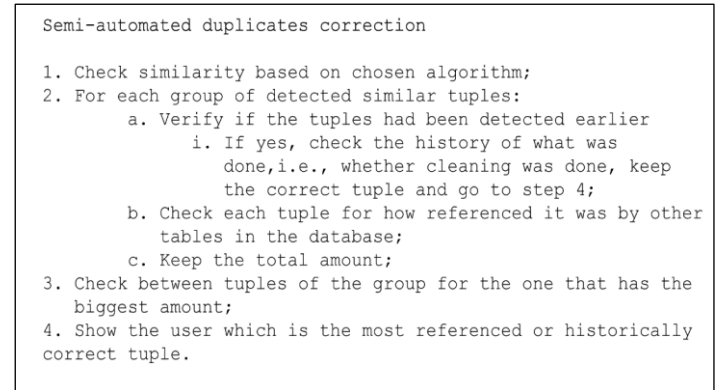 Semi-automated duplicates correction
1. Check similarity based on chosen algorithm;
2. For each group of detected similar tuples:
a. Verify if the tuples had been detected earlier
i. If yes, check the history of what was
done,i.e., whether cleaning was done, keep
the correct tuple and go to step 4;
b. Check each tuple for how referenced it was by other
tables in the database;
c. Keep the total amount;
3. Check between tuples of the group for the one that has the
biggest amount;
4. Show the user which is the most referenced or historically
correct tuple.